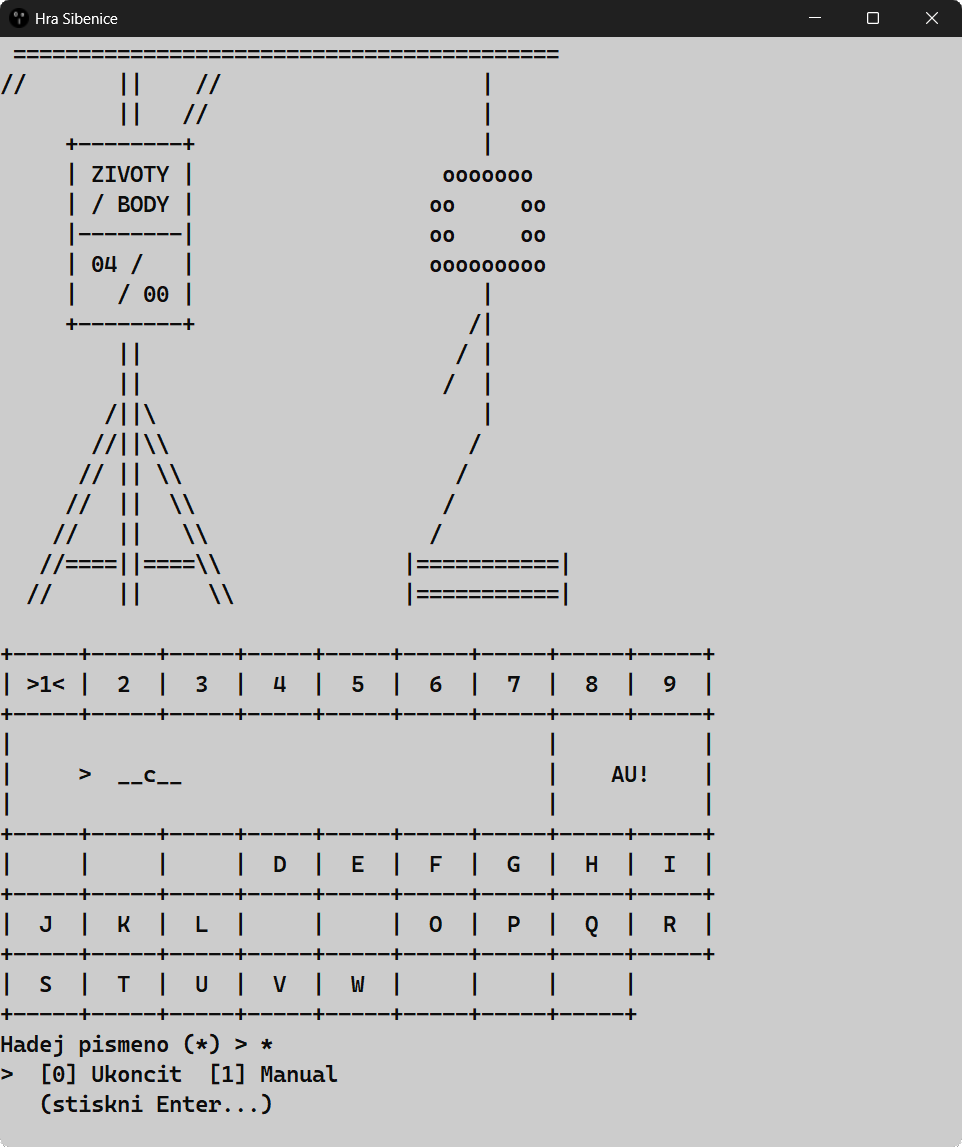 Hra Sibenice
 ==========================================
//       ||    //                    |
         ||   //                     |
     +--------+                      |
     | ZIVOTY |                   ooooooo
     | / BODY |                  oo     oo
     |--------|                  oo     oo
     | 04 /   |                  ooooooooo
     |   / 00 |                      |
     +--------+                     /|
         ||                        / |
         ||                       /  |
        /||\                         |
       //||\\                       /
      // || \\                     /
     //  ||  \\                   /
    //   ||   \\                 /
   //====||====\\              |===========|
  //     ||     \\             |===========|
+-----+-----+-----+-----+-----+-----+-----+-----+-----+
| >1< |  2  |  3  |  4  |  5  |  6  |  7  |  8  |  9  |
+-----+-----+-----+-----+-----+-----+-----+-----+-----+
|                                         |           |
|     >  __c__                            |    AU!    |
|                                         |           |
+-----+-----+-----+-----+-----+-----+-----+-----+-----+
|     |     |     |  D  |  E  |  F  |  G  |  H  |  I  |
+-----+-----+-----+-----+-----+-----+-----+-----+-----+
|  J  |  K  |  L  |     |     |  O  |  P  |  Q  |  R  |
+-----+-----+-----+-----+-----+-----+-----+-----+-----+
|  S  |  T  |  U  |  V  |  W  |     |     |     |
+-----+-----+-----+-----+-----+-----+-----+-----+
Hadej pismeno (*) > *
>  [0] Ukoncit  [1] Manual
   (stiskni Enter...)